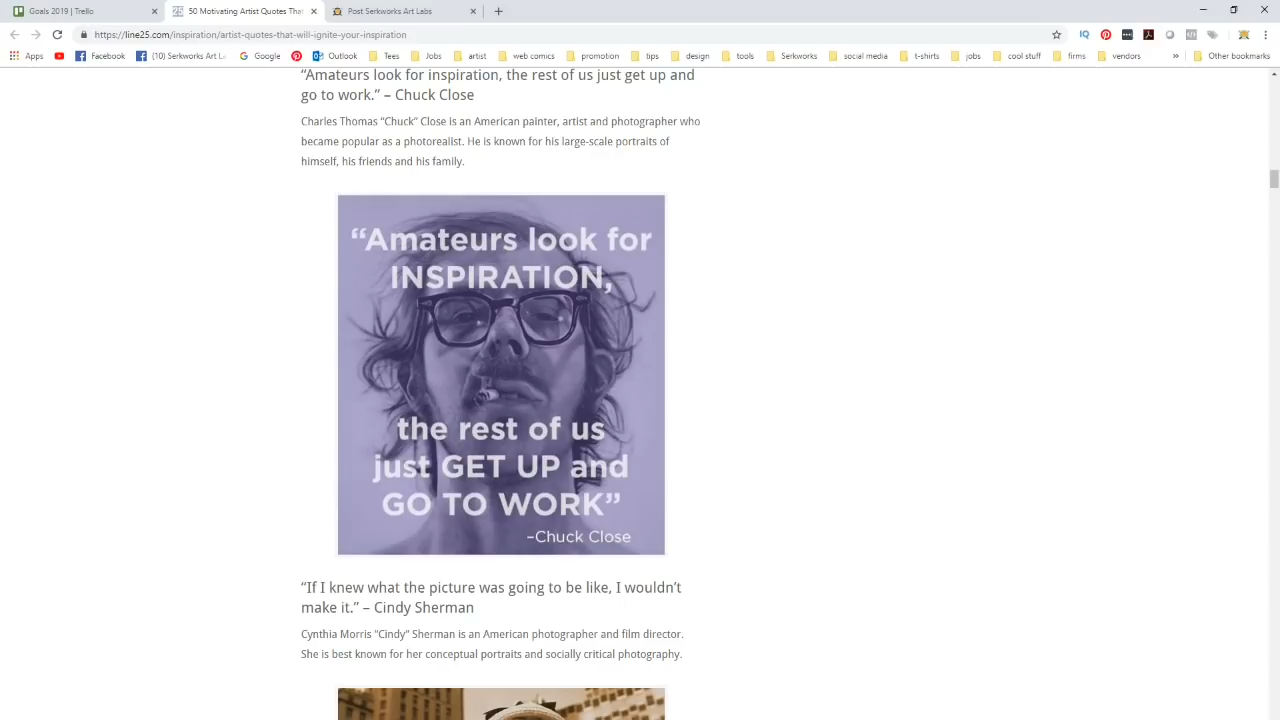 Goals 2019 | Trello
50 Motivating Artist Quotes Tha
Post Serkworks Art Labs
https://line25.com/inspiration/artist-quotes-that-will-ignite-your-inspiration
Apps
Facebook
(10) Serkworks Art La
Google
Outlook
Tees
Jobs
artist
web comics
promotion
tips
design
tools
Serkworks
social media
t-shirts
jobs
cool stuff
firms
vendors
»
Other bookmarks
“Amateurs look for inspiration, the rest of us just get up and
go to work.” – Chuck Close
Charles Thomas “Chuck” Close is an American painter, artist and photographer who
became popular as a photorealist. He is known for his large-scale portraits of
himself, his friends and his family.
“Amateurs look for
INSPIRATION,
the rest of us
just GET UP and
GO TO WORK”
–Chuck Close
“If I knew what the picture was going to be like, I wouldn’t
make it.” – Cindy Sherman
Cynthia Morris “Cindy” Sherman is an American photographer and film director.
She is best known for her conceptual portraits and socially critical photography.